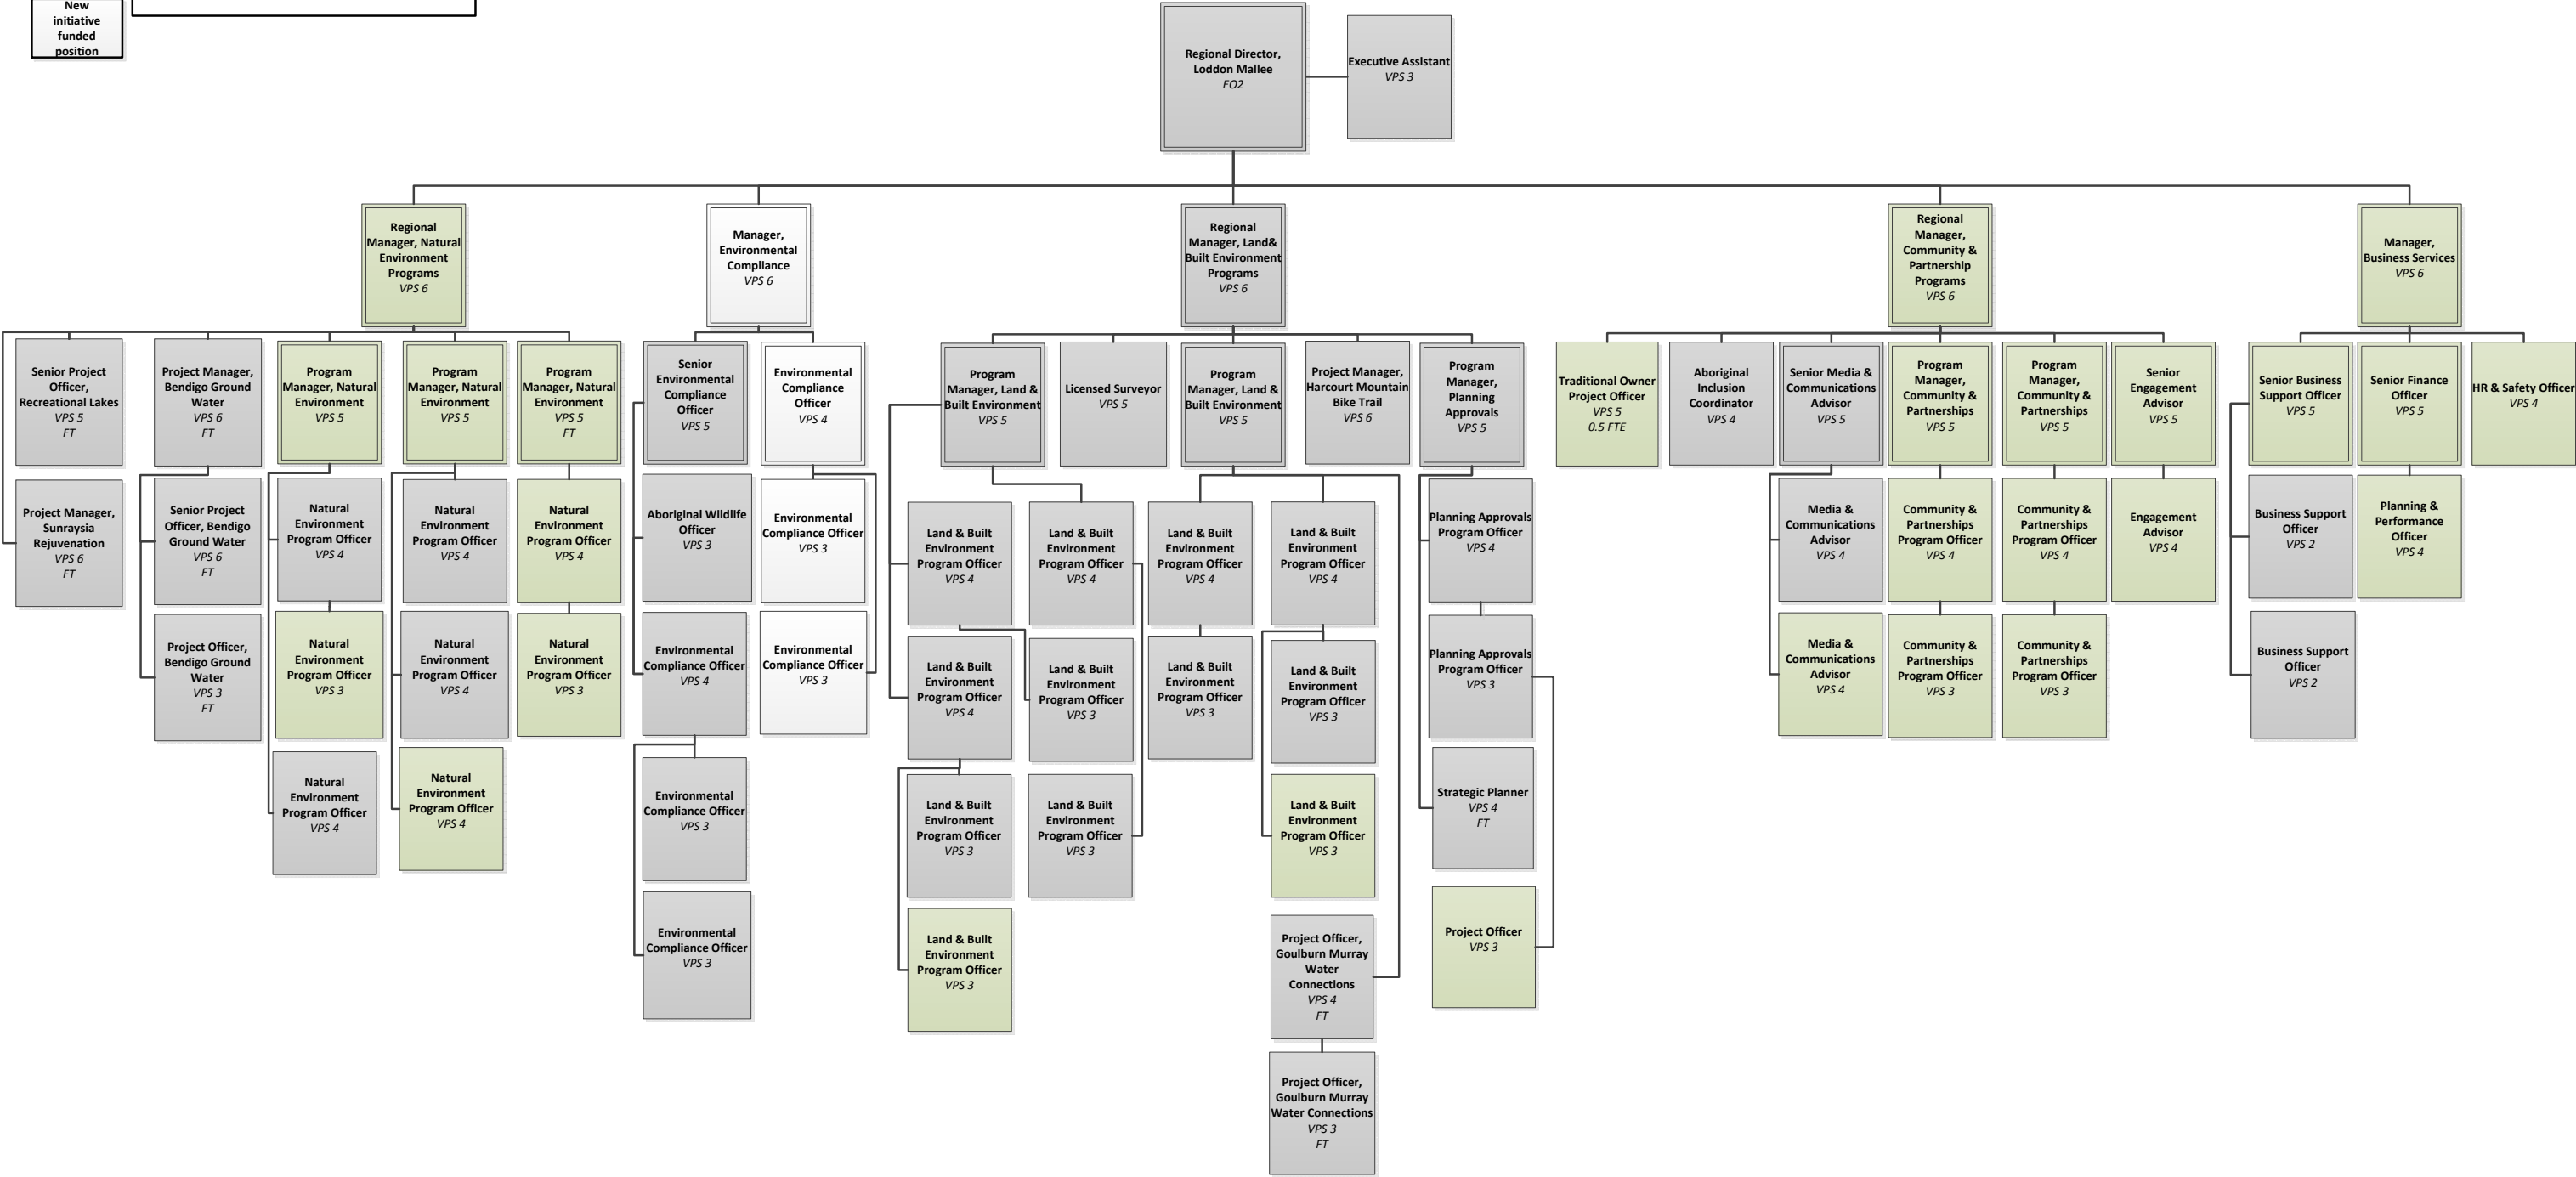 New
initiative
funded
position
Regional Director,
Loddon Mallee
EO2
Executive Assistant
VPS 3
Regional
Manager, Natural
Environment
Programs
VPS 6
Manager,
Environmental
Compliance
VPS 6
Regional
Manager, Land&
Built Environment
Programs
VPS 6
Regional
Manager,
Community &
Partnership
Programs
VPS 6
Manager,
Business Services
VPS 6
Senior Project
Officer,
Recreational Lakes
VPS 5
FT
Project Manager,
Bendigo Ground
Water
VPS 6
FT
Program
Manager, Natural
Environment
VPS 5
Program
Manager, Natural
Environment
VPS 5
Program
Manager, Natural
Environment
VPS 5
FT
Senior
Environmental
Compliance
Officer
VPS 5
Environmental
Compliance
Officer
VPS 4
Program
Manager, Land &
Built Environment
VPS 5
Licensed Surveyor
VPS 5
Program
Manager, Land &
Built Environment
VPS 5
Project Manager,
Harcourt Mountain
Bike Trail
VPS 6
Program
Manager,
Planning
Approvals
VPS 5
Traditional Owner
Project Officer
VPS 5
0.5 FTE
Aboriginal
Inclusion
Coordinator
VPS 4
Senior Media &
Communications
Advisor
VPS 5
Program
Manager,
Community &
Partnerships
VPS 5
Program
Manager,
Community &
Partnerships
VPS 5
Senior
Engagement
Advisor
VPS 5
Senior Business
Support Officer
VPS 5
Senior Finance
Officer
VPS 5
HR & Safety Officer
VPS 4
Project Manager,
Sunraysia
Rejuvenation
VPS 6
FT
Senior Project
Officer, Bendigo
Ground Water
VPS 6
FT
Natural
Environment
Program Officer
VPS 4
Natural
Environment
Program Officer
VPS 4
Natural
Environment
Program Officer
VPS 4
Aboriginal Wildlife
Officer
VPS 3
Environmental
Compliance Officer
VPS 3
Land & Built
Environment
Program Officer
VPS 4
Land & Built
Environment
Program Officer
VPS 4
Land & Built
Environment
Program Officer
VPS 4
Land & Built
Environment
Program Officer
VPS 4
Planning Approvals
Program Officer
VPS 4
Media &
Communications
Advisor
VPS 4
Community &
Partnerships
Program Officer
VPS 4
Community &
Partnerships
Program Officer
VPS 4
Engagement
Advisor
VPS 4
Business Support
Officer
VPS 2
Planning &
Performance
Officer
VPS 4
Project Officer,
Bendigo Ground
Water
VPS 3
FT
Natural
Environment
Program Officer
VPS 3
Natural
Environment
Program Officer
VPS 4
Natural
Environment
Program Officer
VPS 3
Environmental
Compliance Officer
VPS 4
Environmental
Compliance Officer
VPS 3
Land & Built
Environment
Program Officer
VPS 4
Land & Built
Environment
Program Officer
VPS 3
Land & Built
Environment
Program Officer
VPS 3
Land & Built
Environment
Program Officer
VPS 3
Planning Approvals
Program Officer
VPS 3
Media &
Communications
Advisor
VPS 4
Community &
Partnerships
Program Officer
VPS 3
Community &
Partnerships
Program Officer
VPS 3
Business Support
Officer
VPS 2
Natural
Environment
Program Officer
VPS 4
Natural
Environment
Program Officer
VPS 4
Environmental
Compliance Officer
VPS 3
Land & Built
Environment
Program Officer
VPS 3
Land & Built
Environment
Program Officer
VPS 3
Land & Built
Environment
Program Officer
VPS 3
Strategic Planner
VPS 4
FT
Environmental
Compliance Officer
VPS 3
Land & Built
Environment
Program Officer
VPS 3
Project Officer,
Goulburn Murray
Water
Connections
VPS 4
FT
Project Officer
VPS 3
Project Officer,
Goulburn Murray
Water Connections
VPS 3
FT